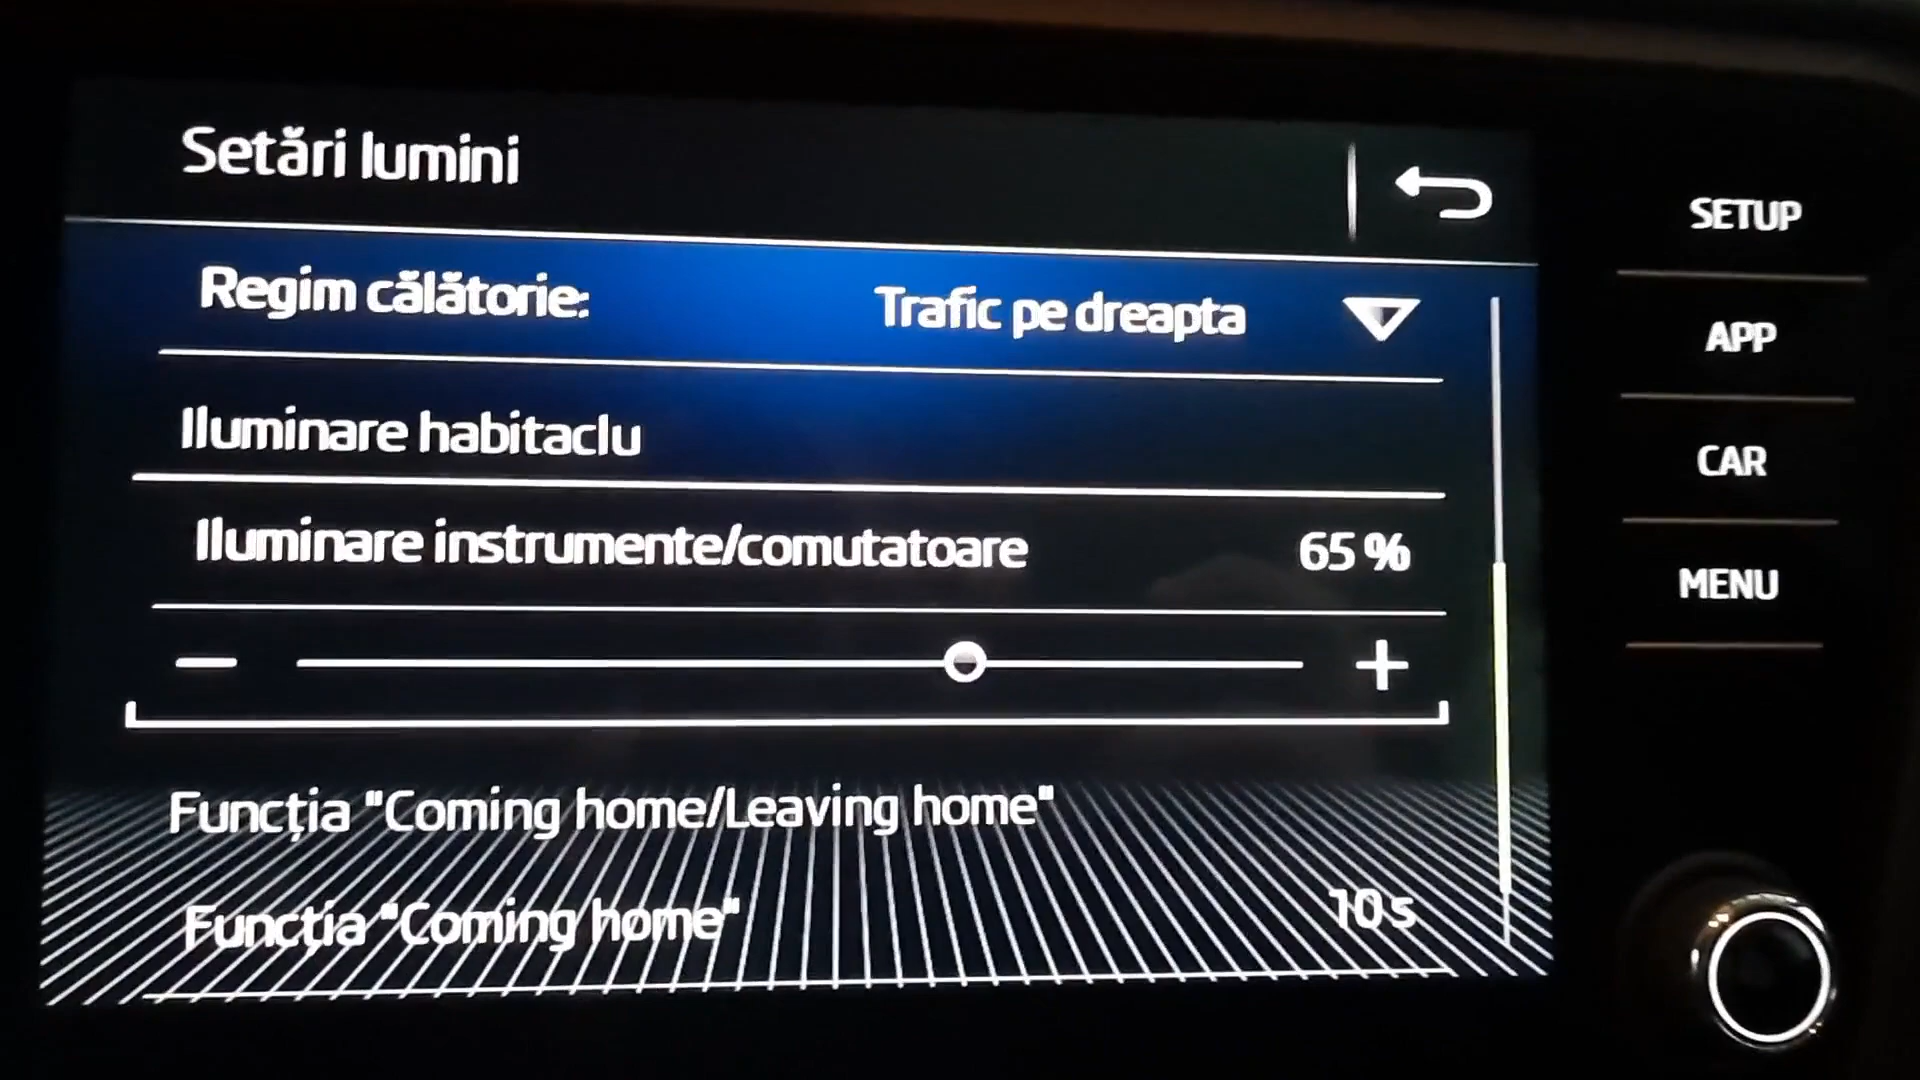 Setări lumini
Regim călătorie: Trafic pe dreapta
Iluminare habitaclu
Iluminare instrumente/comutatoare 65 %
Funcția "Coming home/Leaving home"
Funcția "Coming home" 10 s
SETUP
APP
CAR
MENU